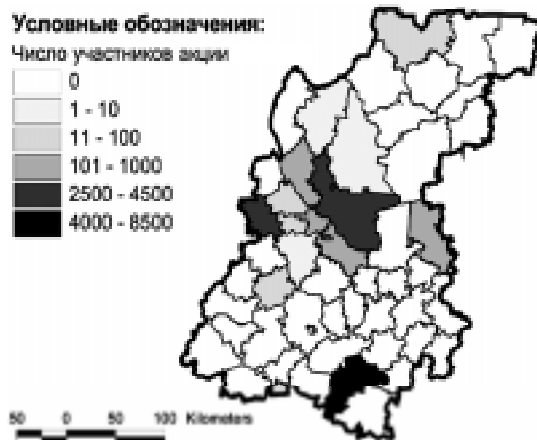 Условные обозначения:
Число участников акции
0
1 - 10
11 - 100
101 - 1000
2500 - 4500
4000 - 8500
50 0 50 100 Kilometers